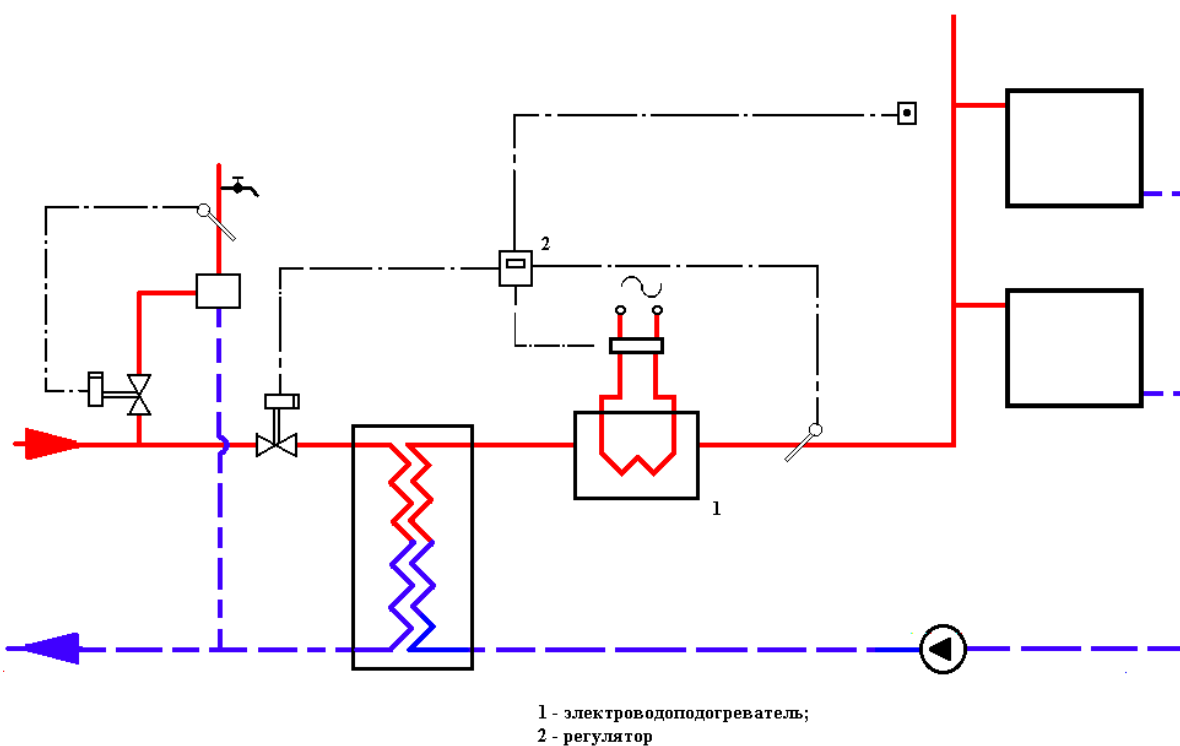 2
1
1 - электроводоподогреватель;
2 - регулятор